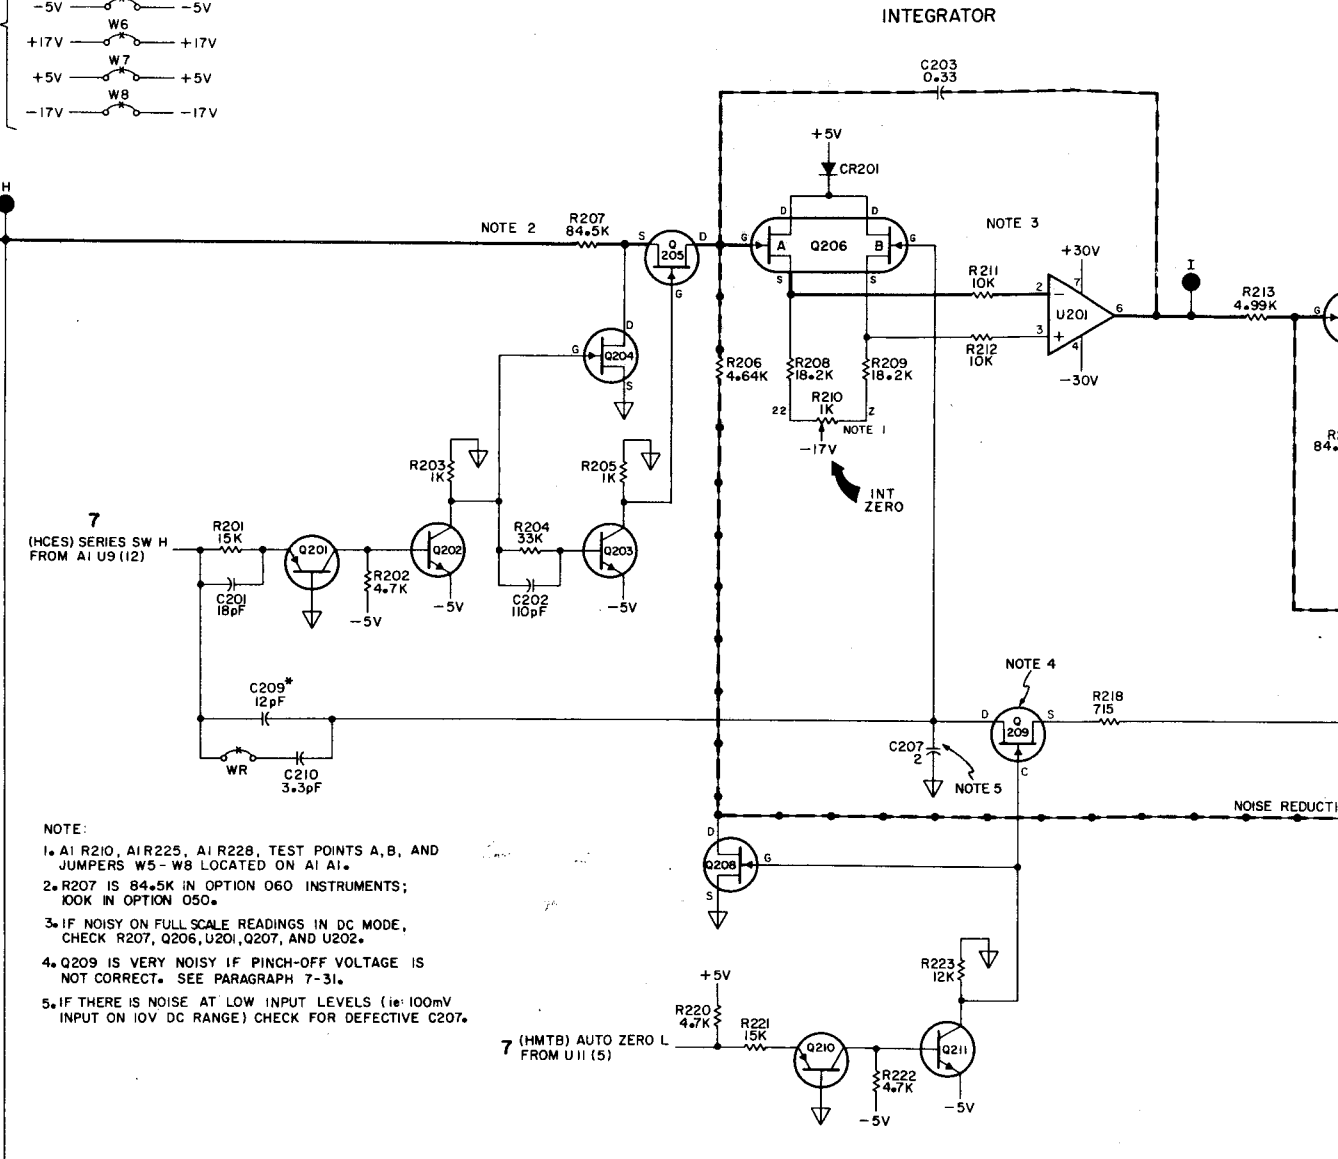 INTEGRATOR
-5V -5V
W6
+17V +17V
W7
+5V +5V
W8
-17V -17V
C203
0.33
+5V
CR201
H
NOTE 2
R207
84.5K
S Q 205 D
G
G D D G
A Q206 B
S S
NOTE 3
+30V
R211
10K
2 7
U201
6
3 4
R212
10K
-30V
I
R213
4.99K
G
D
G Q204
S
R206
4.64K
R208
18.2K
R209
18.2K
R210
1K
22 Z
NOTE 1
-17V
INT
ZERO
84.
R203
1K
R205
1K
7
(HCES) SERIES SW H
FROM A1 U9 (12)
R201
15K
Q201
C201
18pF
R202
4.7K
-5V
Q202
-5V
R204
33K
C202
110pF
Q203
-5V
C209*
12pF
WR
C210
3.3pF
NOTE 4
D Q 209 S
C
R218
715
C207
2
NOTE 5
NOISE REDUCTI
D
Q208 G
S
NOTE:
1. A1 R210, A1R225, A1 R228, TEST POINTS A,B, AND
JUMPERS W5-W8 LOCATED ON A1 A1.
2. R207 IS 84.5K IN OPTION 060 INSTRUMENTS;
100K IN OPTION 050.
3. IF NOISY ON FULL SCALE READINGS IN DC MODE,
CHECK R207, Q206, U201, Q207, AND U202.
4. Q209 IS VERY NOISY IF PINCH-OFF VOLTAGE IS
NOT CORRECT. SEE PARAGRAPH 7-31.
5. IF THERE IS NOISE AT LOW INPUT LEVELS (ie: 100mV
INPUT ON 10V DC RANGE) CHECK FOR DEFECTIVE C207.
+5V
R220
4.7K
7 (HMTB) AUTO ZERO L
FROM U11 (5)
R221
15K
Q210
R222
4.7K
-5V
R223
12K
Q211
-5V